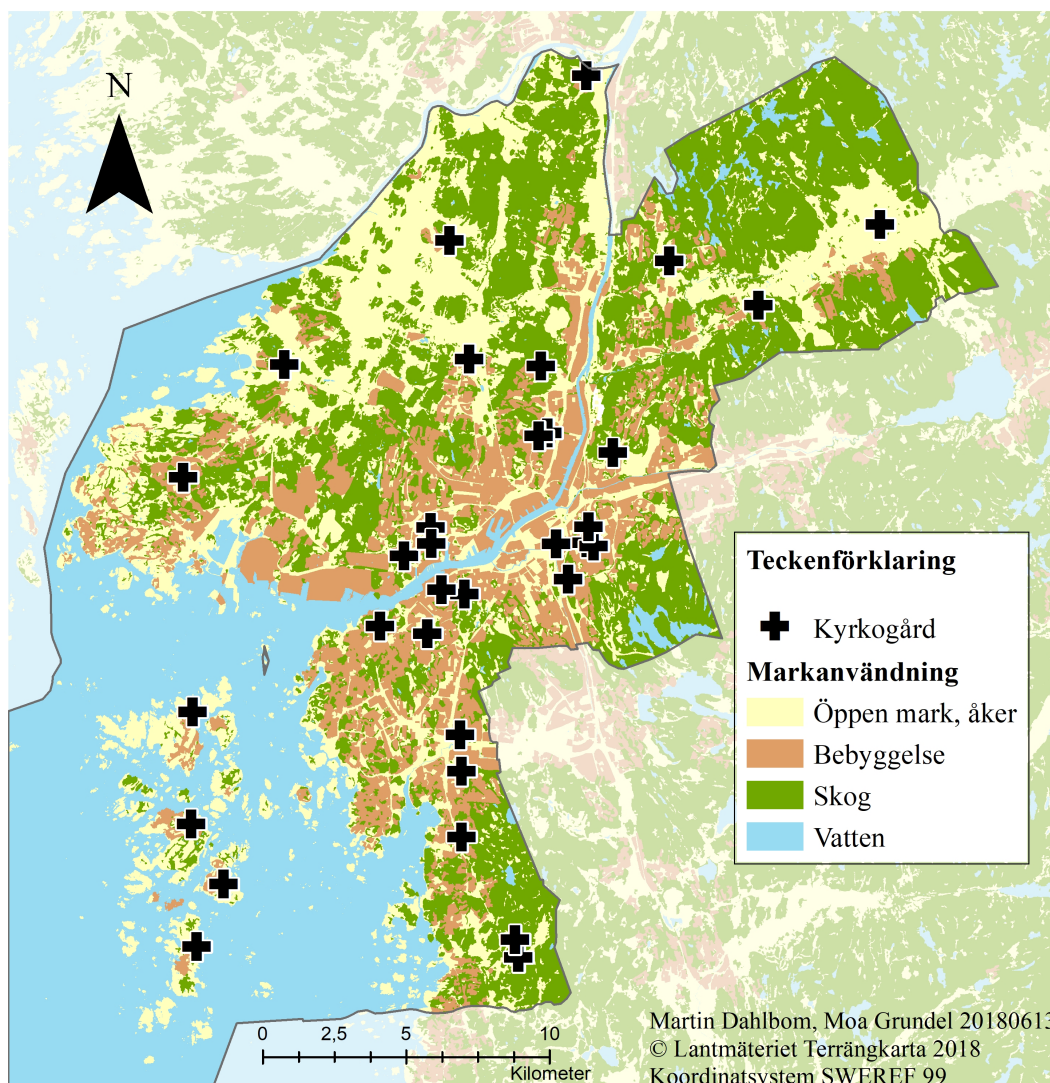 N
Teckenförklaring
Kyrkogård
Markanvändning
Öppen mark, åker
Bebyggelse
Skog
Vatten
0 2,5 5 10
Kilometer
Martin Dahlbom, Moa Grundel 20180613
© Lantmäteriet Terrängkarta 2018
Koordinatsystem SWEREF 99